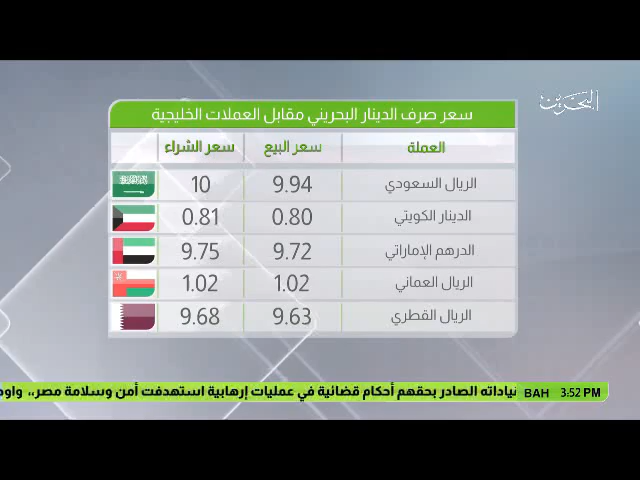 البحرين
سعر صرف الدينار البحريني مقابل العملات الخليجية
العملة سعر البيع سعر الشراء
الريال السعودي 9.94 10
الدينار الكويتي 0.80 0.81
الدرهم الإماراتي 9.72 9.75
الريال العماني 1.02 1.02
الريال القطري 9.63 9.68
BAH 3:52 PM
الصادر بحقهم أحكام قضائية في عمليات إرهابية استهدفت أمن وسلامة مصر،،